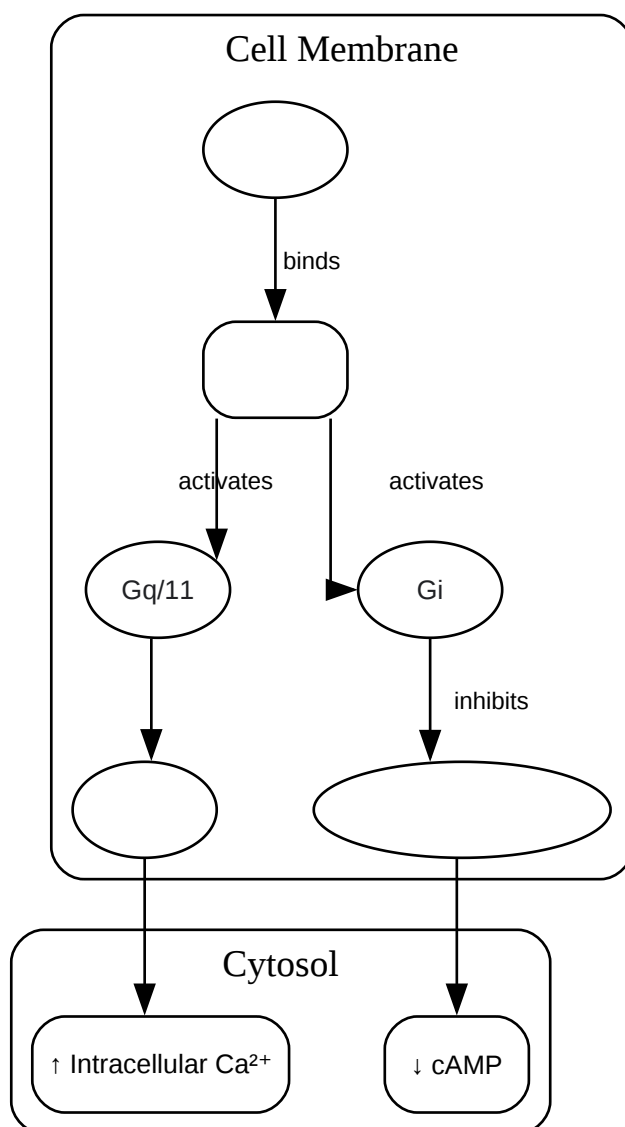 Cell Membrane
binds
activates
activates
Gq/11
Gi
inhibits
Cytosol
↑ Intracellular Ca²⁺
↓ cAMP